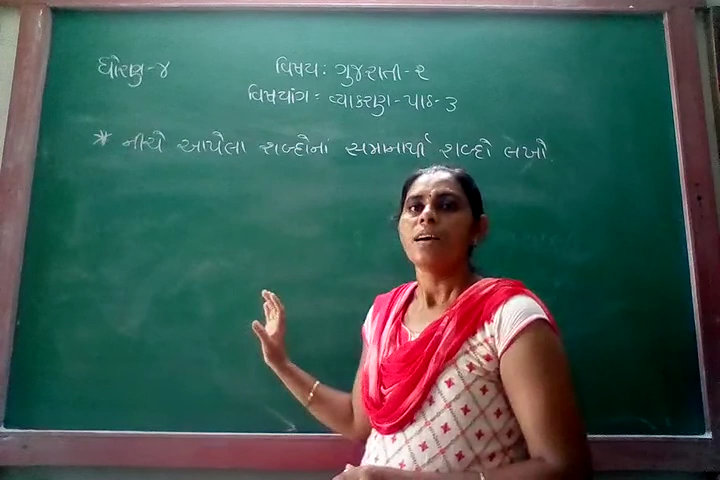 ધોરણ-૪ વિષય: ગુજરાતી-૨
વિષયાંગ: વ્યાકરણ-પાઠ-૩
* નીચે આપેલા શબ્દોનાં સમાનાર્થી શબ્દો લખો.